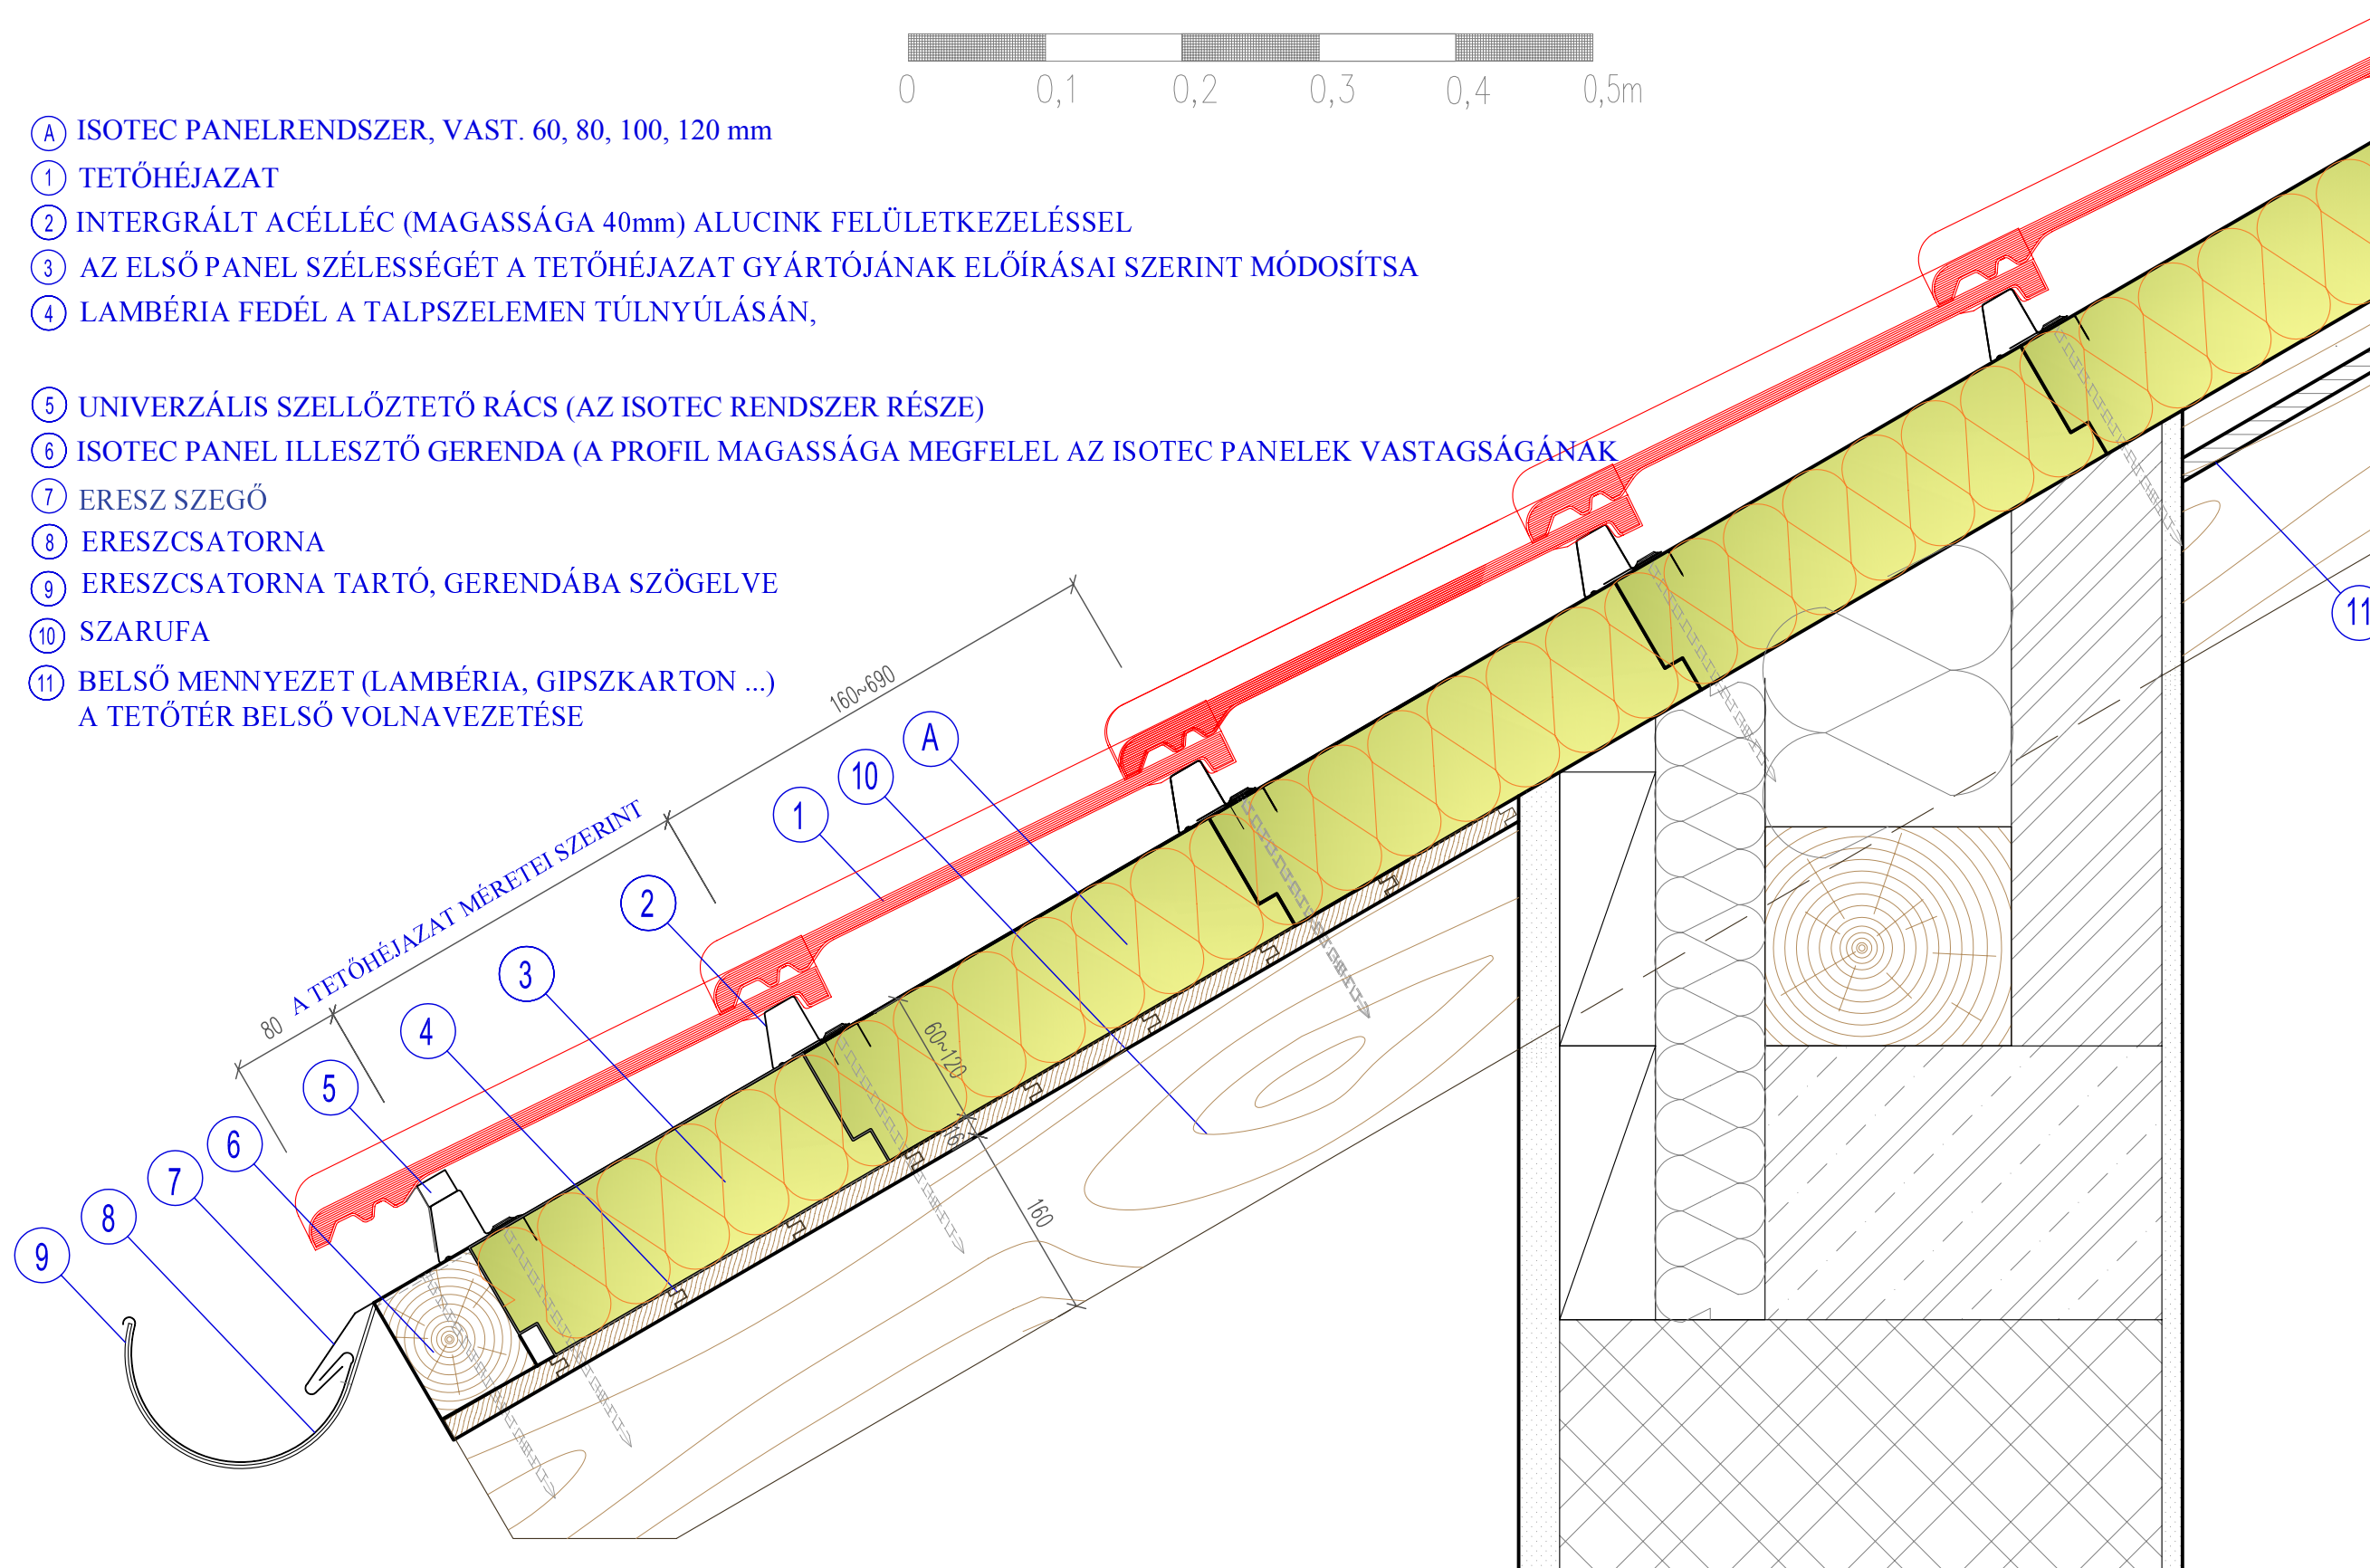 0 0,1 0,2 0,3 0,4 0,5m
A ISOTEC PANELRENDSZER, VAST. 60, 80, 100, 120 mm
1 TETŐHÉJAZAT
2 INTERGRÁLT ACÉLLÉC (MAGASSÁGA 40mm) ALUCINK FELÜLETKEZELÉSSEL
3 AZ ELSŐ PANEL SZÉLESSÉGÉT A TETŐHÉJAZAT GYÁRTÓJÁNAK ELŐÍRÁSAI SZERINT MÓDOSÍTSA
4 LAMBÉRIA FEDÉL A TALPSZELEMEN TÚLNYÚLÁSÁN,
5 UNIVERZÁLIS SZELLŐZTETŐ RÁCS (AZ ISOTEC RENDSZER RÉSZE)
6 ISOTEC PANEL ILLESZTŐ GERENDA (A PROFIL MAGASSÁGA MEGFELEL AZ ISOTEC PANELEK VASTAGSÁGÁNAK
7 ERESZ SZEGŐ
8 ERESZCSATORNA
9 ERESZCSATORNA TARTÓ, GERENDÁBA SZÖGELVE
10 SZARUFA
11 BELSŐ MENNYEZET (LAMBÉRIA, GIPSZKARTON ...)
A TETŐTÉR BELSŐ VOLNAVEZETÉSE
160~690
A TETŐHÉJAZAT MÉRETEI SZERINT
80
A
10
1
2
3
4
5
6
7
8
9
11
60~120
16
160